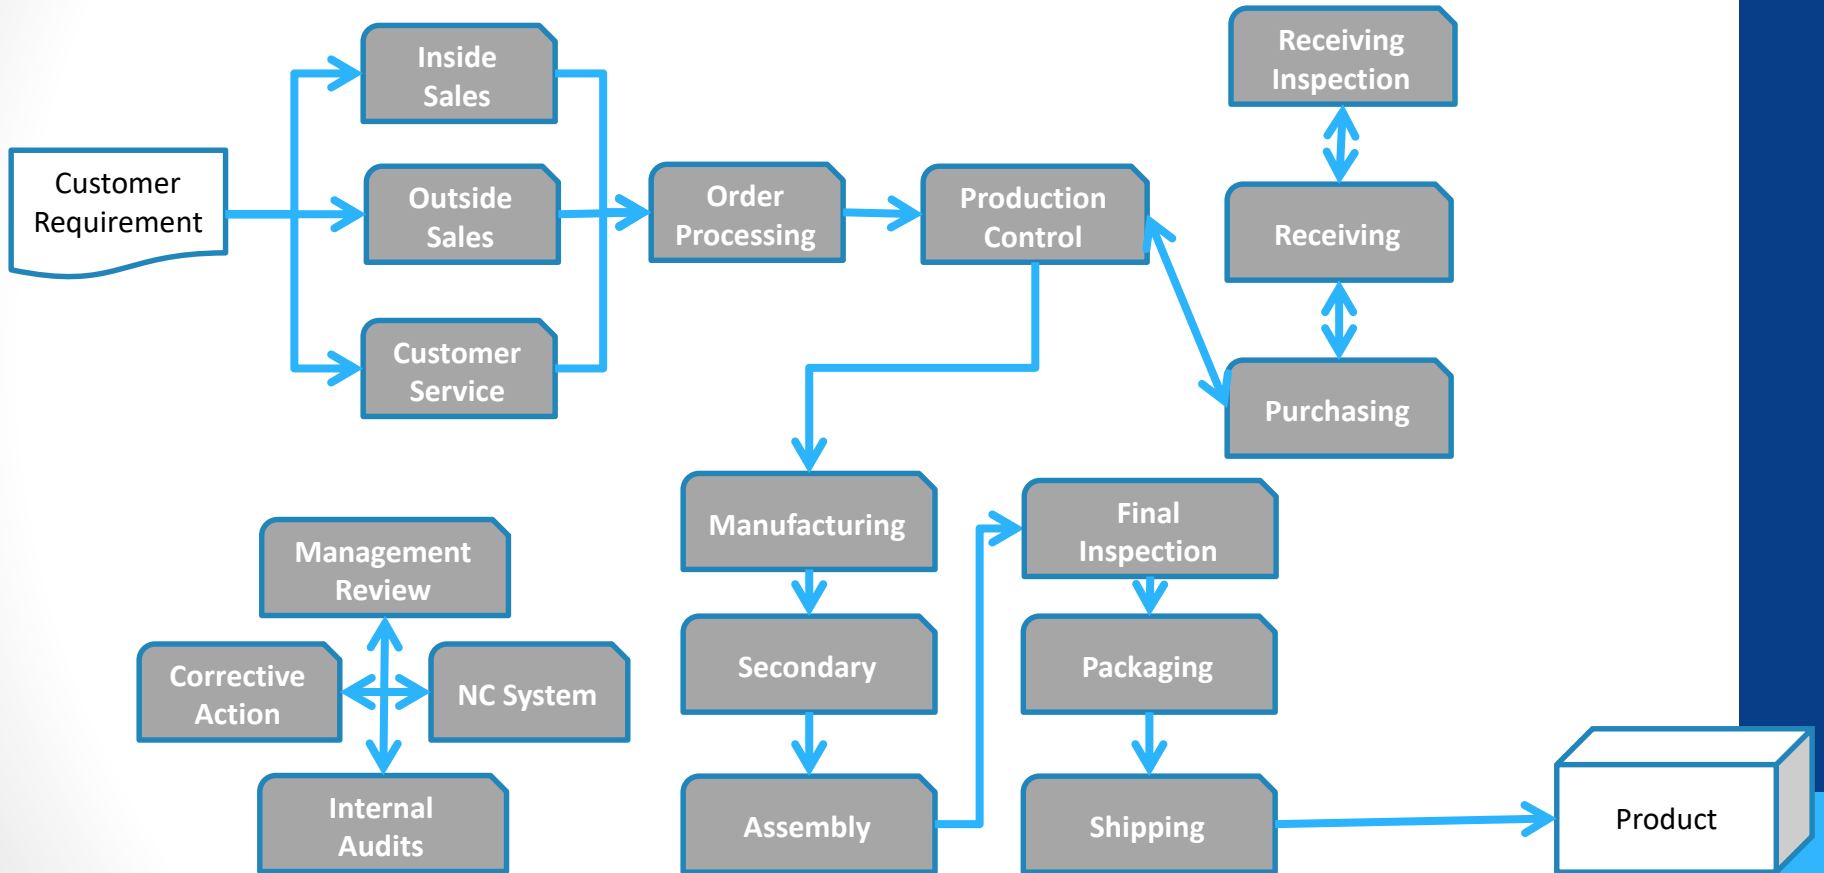 Inside
Sales
Receiving
Inspection
Customer
Requirement
Outside
Sales
Order
Processing
Production
Control
Receiving
Customer
Service
Purchasing
Manufacturing
Final
Inspection
Management
Review
Corrective
Action
NC System
Secondary
Packaging
Internal
Audits
Assembly
Shipping
Product